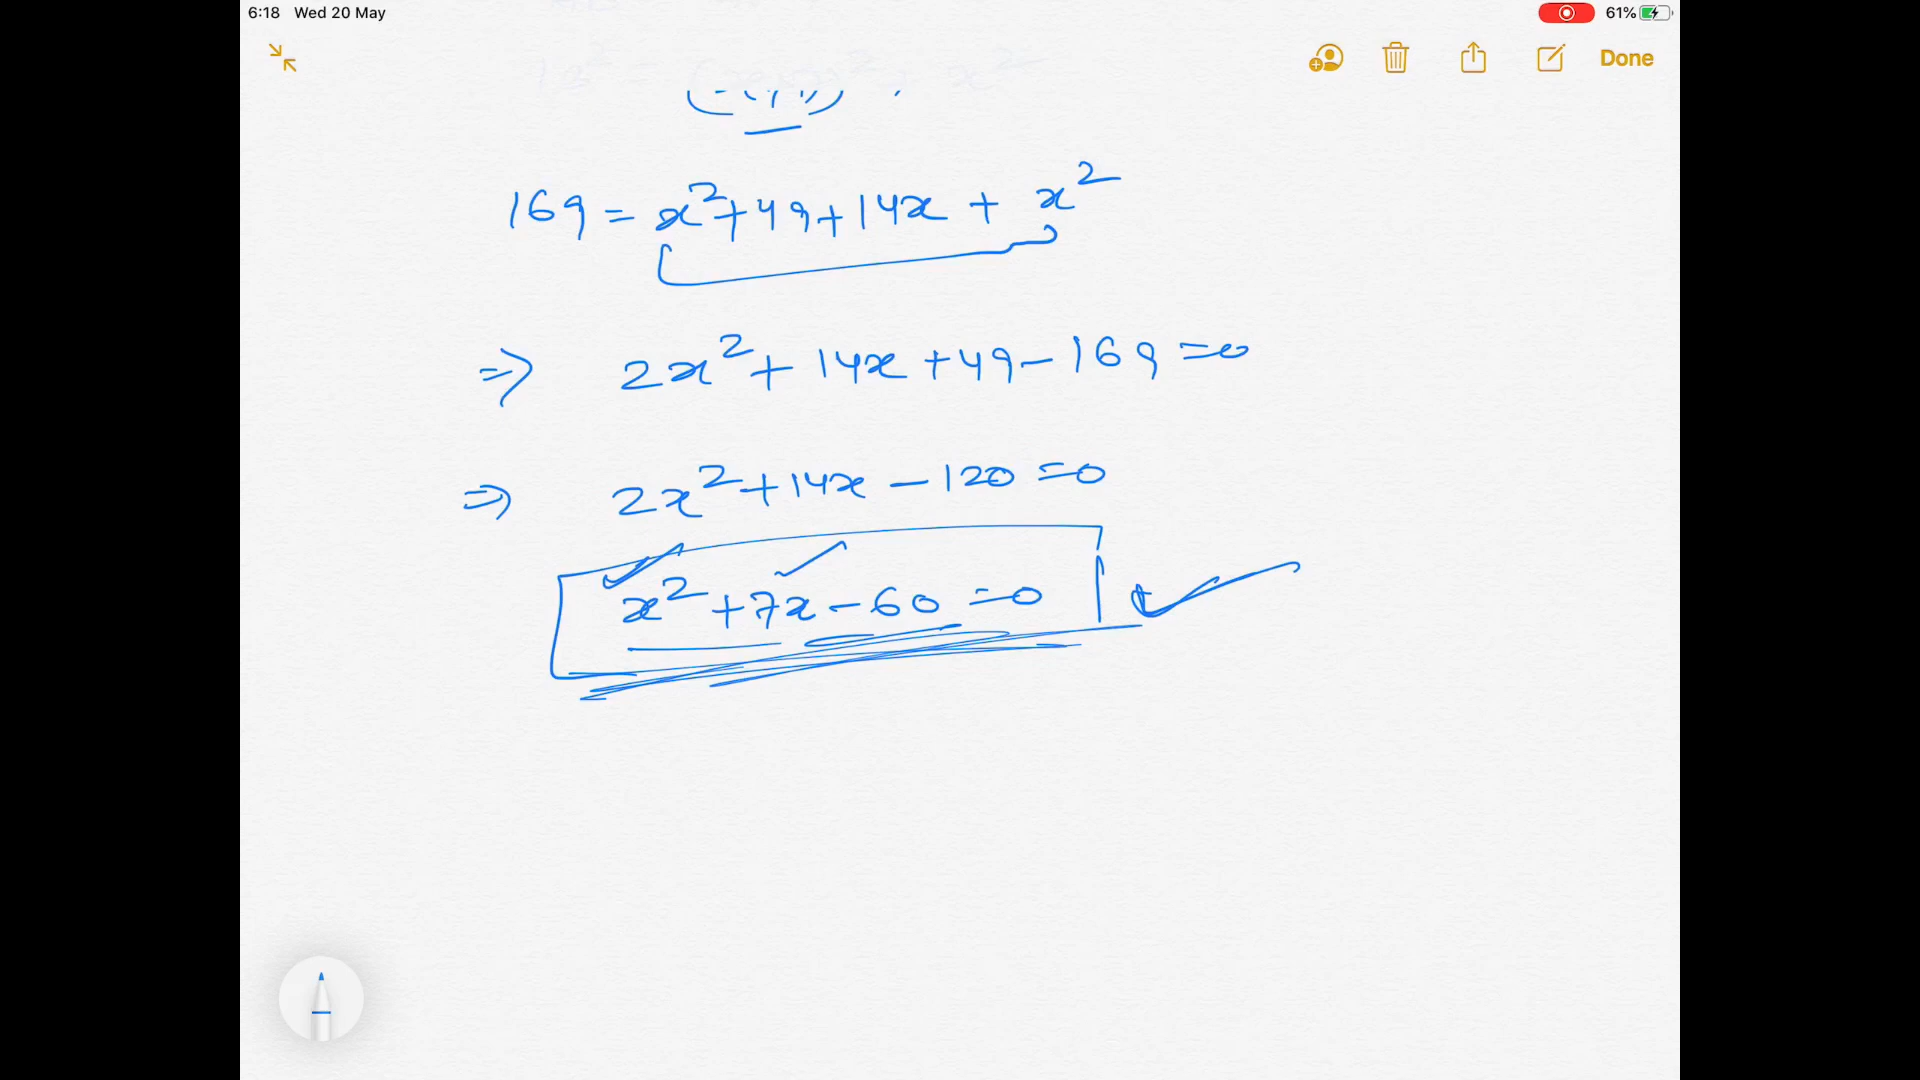 6:18 Wed 20 May 61%
Done
169 = x² + 49 + 14x + x²
=> 2x² + 14x + 49 - 169 = 0
=> 2x² + 14x - 120 = 0
x² + 7x - 60 = 0